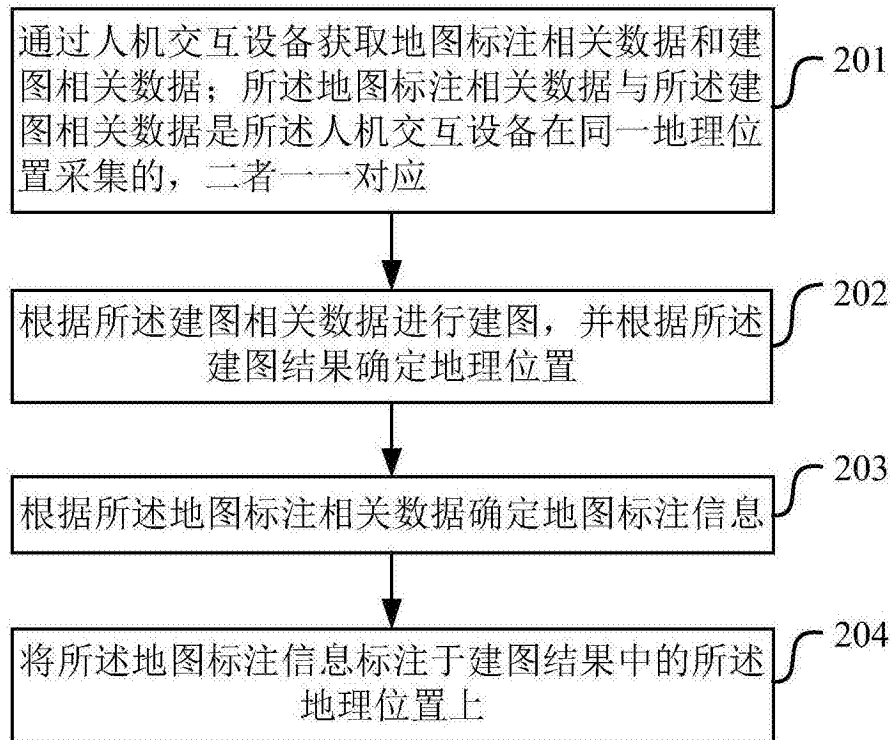 通过人机交互设备获取地图标注相关数据和建
图相关数据；所述地图标注相关数据与所述建
图相关数据是所述人机交互设备在同一地理位
置采集的，二者一一对应
201
根据所述建图相关数据进行建图，并根据所述
建图结果确定地理位置
202
根据所述地图标注相关数据确定地图标注信息
203
将所述地图标注信息标注于建图结果中的所述
地理位置上
204